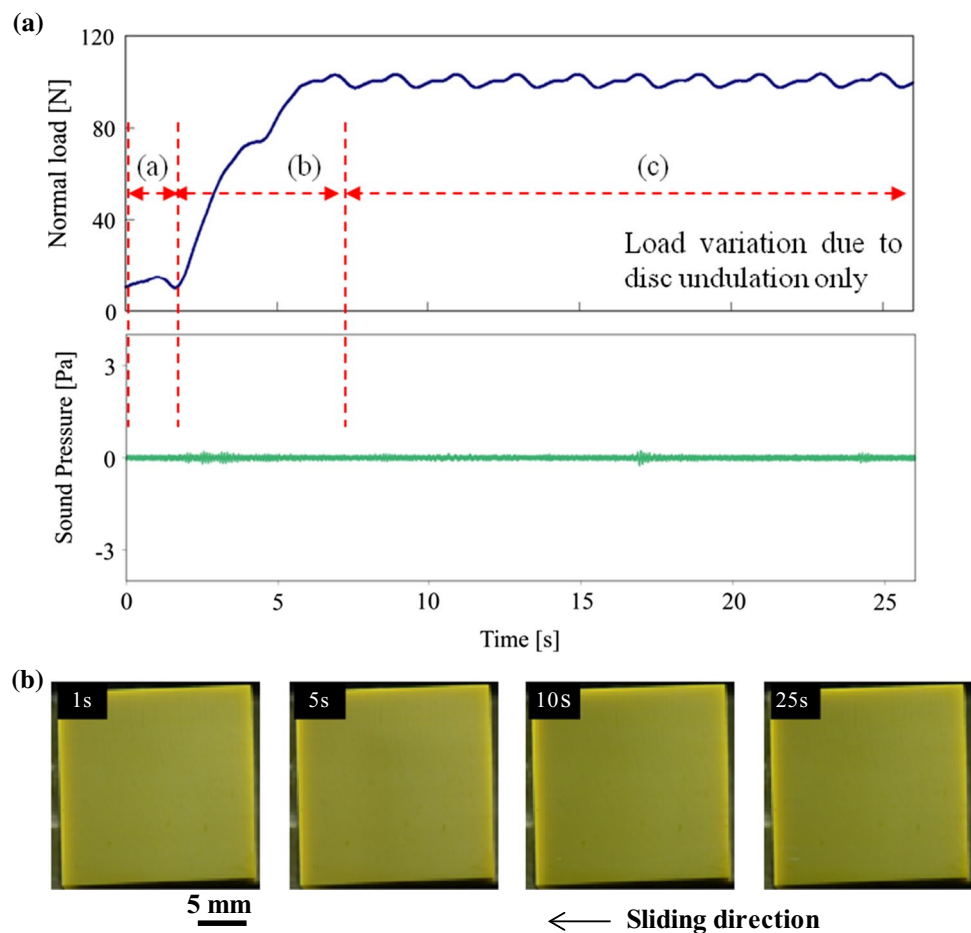 (a)
120
80
40
0
Normal load [N]
(a)
(b)
(c)
Load variation due to
disc undulation only
3
0
-3
Sound Pressure [Pa]
0 5 10 15 20 25
Time [s]
(b)
1s 5s 10s 25s
5 mm
Sliding direction